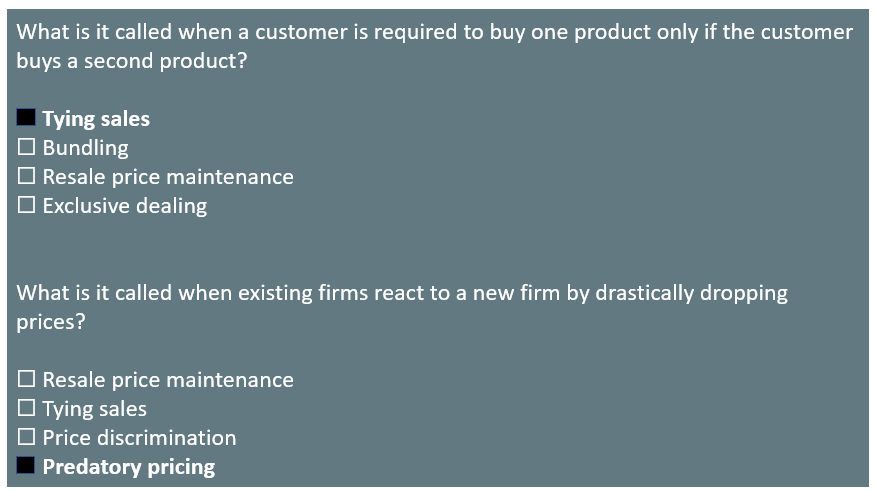 What is it called when a customer is required to buy one product only if the customer
buys a second product?
■ Tying sales
☐ Bundling
☐ Resale price maintenance
☐ Exclusive dealing
What is it called when existing firms react to a new firm by drastically dropping
prices?
☐ Resale price maintenance
☐ Tying sales
☐ Price discrimination
■ Predatory pricing